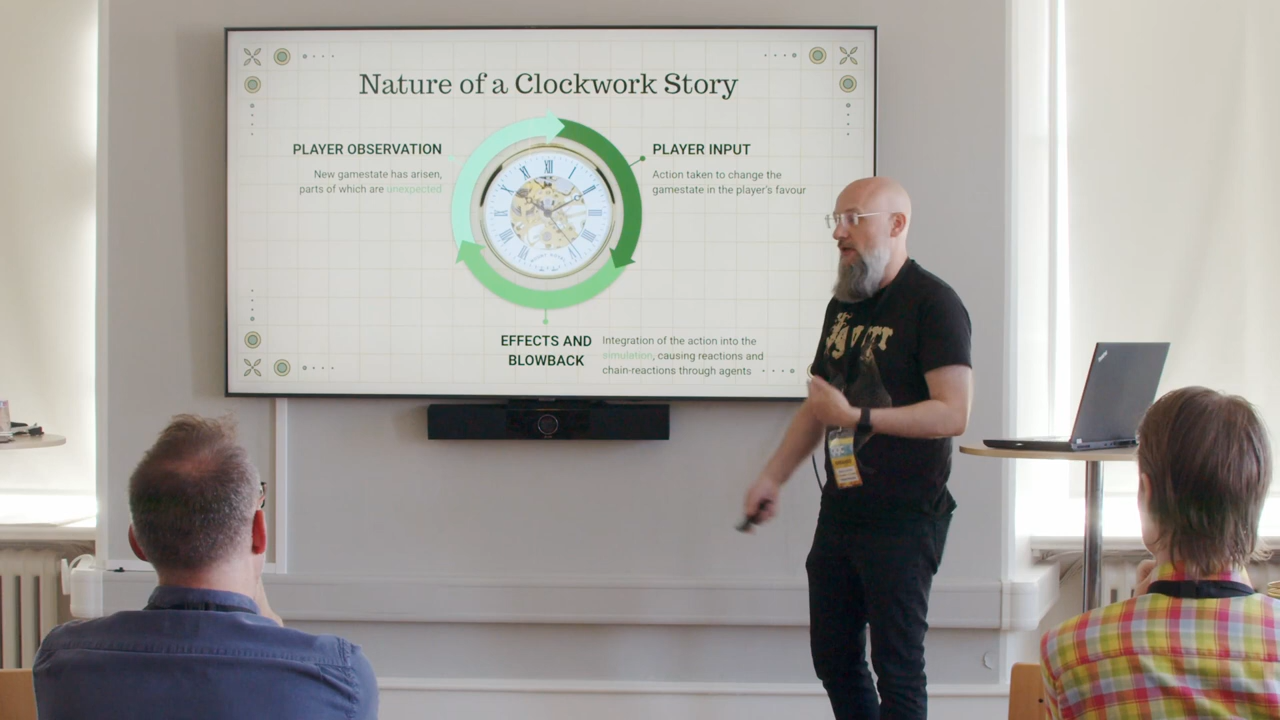 Nature of a Clockwork Story
PLAYER OBSERVATION
New gamestate has arisen,
parts of which are unexpected
PLAYER INPUT
Action taken to change the
gamestate in the player's favour
EFFECTS AND
BLOWBACK
Integration of the action into the
simulation, causing reactions and
chain-reactions through agents